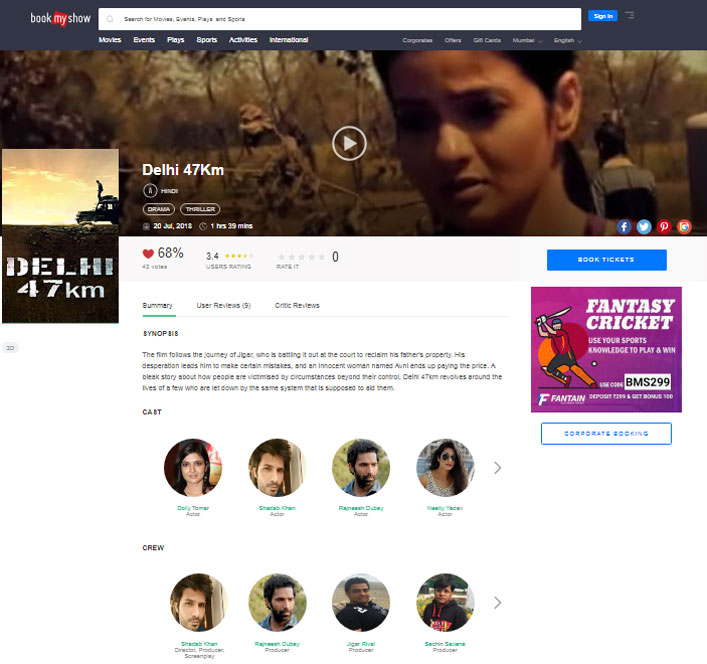 book my show
Search for Movies, Events, Plays and Sports
Sign in
Movies Events Plays Sports Activities International
Corporates Offers Gift Cards Mumbai English
Delhi 47Km
A HINDI
DRAMA THRILLER
20 Jul, 2018 1 hrs 39 mins
DELHI
47km
68%
42 votes
3.4
USERS RATING
RATE IT
0
BOOK TICKETS
2D
Summary User Reviews (9) Critic Reviews
SYNOPSIS
The film follows the journey of Jigar, who is battling it out at the court to reclaim his father's property. His
desperation leads him to make certain mistakes, and an innocent woman named Avni ends up paying the price. A
bleak story about how people are victimised by circumstances beyond their control, Delhi 47km revolves around the
lives of a few who are let down by the same system that is supposed to aid them.
FANTASY
CRICKET
USE YOUR SPORTS
KNOWLEDGE TO PLAY & WIN
USE CODE BMS299
FANTAIN
DEPOSIT ₹299 & GET BONUS 100
CORPORATE BOOKING
CAST
Dolly Tomar
Actor
Shadab Khan
Actor
Rajneesh Dubey
Actor
Neelly Yadav
Actor
CREW
Shadab Khan
Director, Producer,
Screenplay
Rajneesh Dubey
Producer
Jigar Rival
Producer
Sachin Saxena
Producer